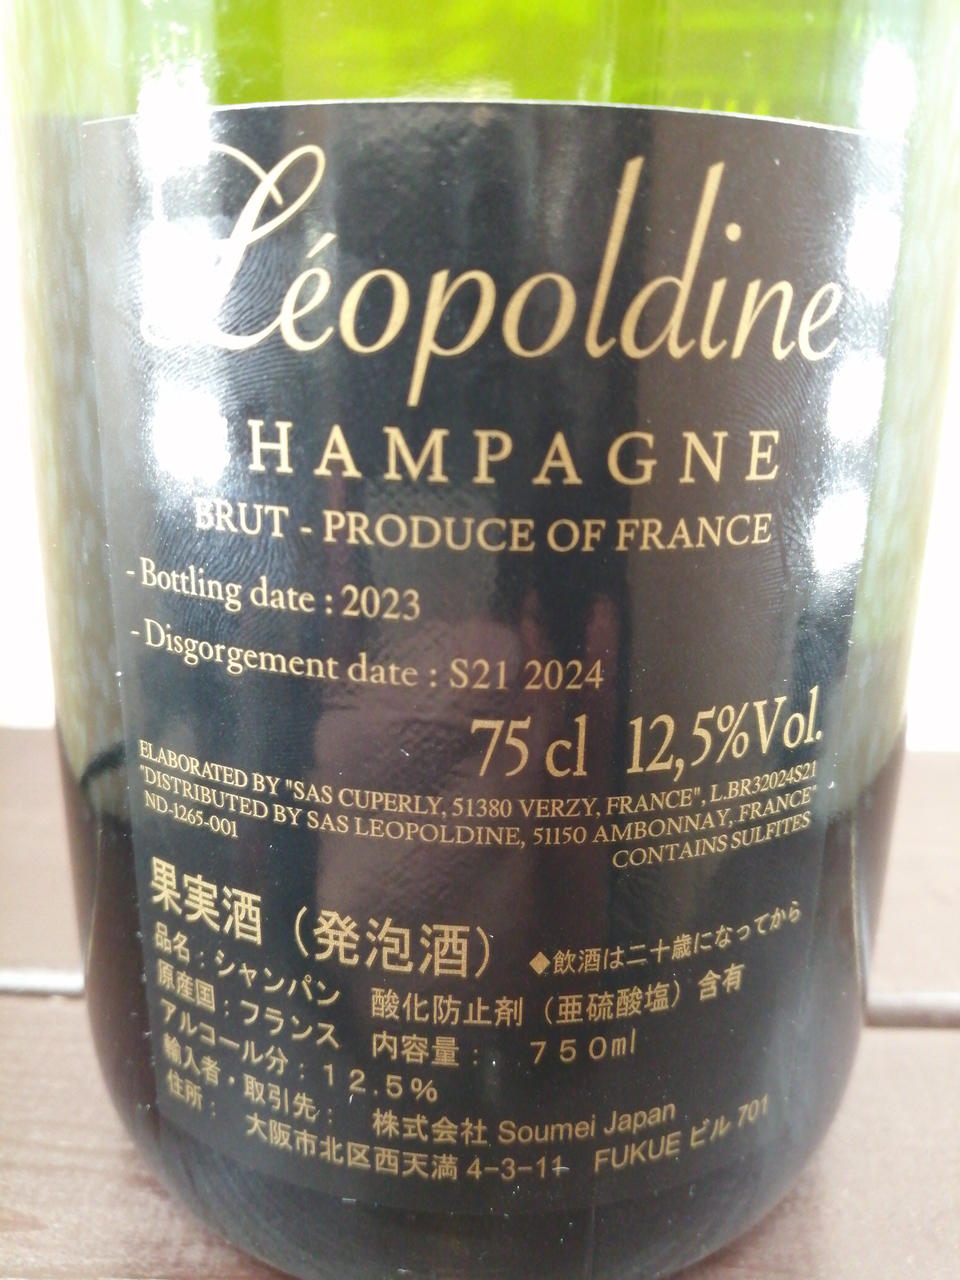 Léopoldine
CHAMPAGNE
BRUT - PRODUCE OF FRANCE
- Bottling date : 2023
- Disgorgement date : S21 2024
75 cl 12,5%Vol.
ELABORATED BY "SAS CUPERLY, 51380 VERZY, FRANCE", L.BR32024S21
"DISTRIBUTED BY SAS LEOPOLDINE, 51150 AMBONNAY, FRANCE"
ND-1265-001 CONTAINS SULFITES
果実酒（発泡酒） ◆飲酒は二十歳になってから
品名：シャンパン 酸化防止剤（亜硫酸塩）含有
原産国：フランス 内容量： ７５０ml
アルコール分：１２.５%
輸入者・取引先： 株式会社 Soumei Japan
住所： 大阪市北区西天満 4-3-11 FUKUE ビル 701